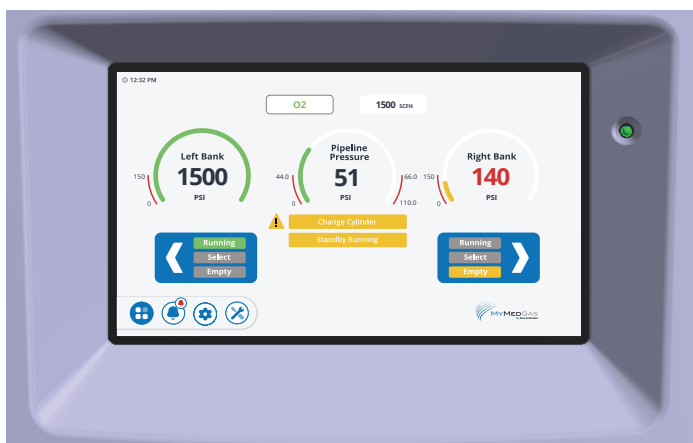 12:32 PM
O2
1500 SCFH
Left Bank
1500
PSI
150
0
Pipeline
Pressure
51
PSI
44.0
0
66.0
110.0
Right Bank
140
PSI
150
0
Change Cylinder
Standby Running
Running
Select
Empty
Running
Select
Empty
MYMEDGAS